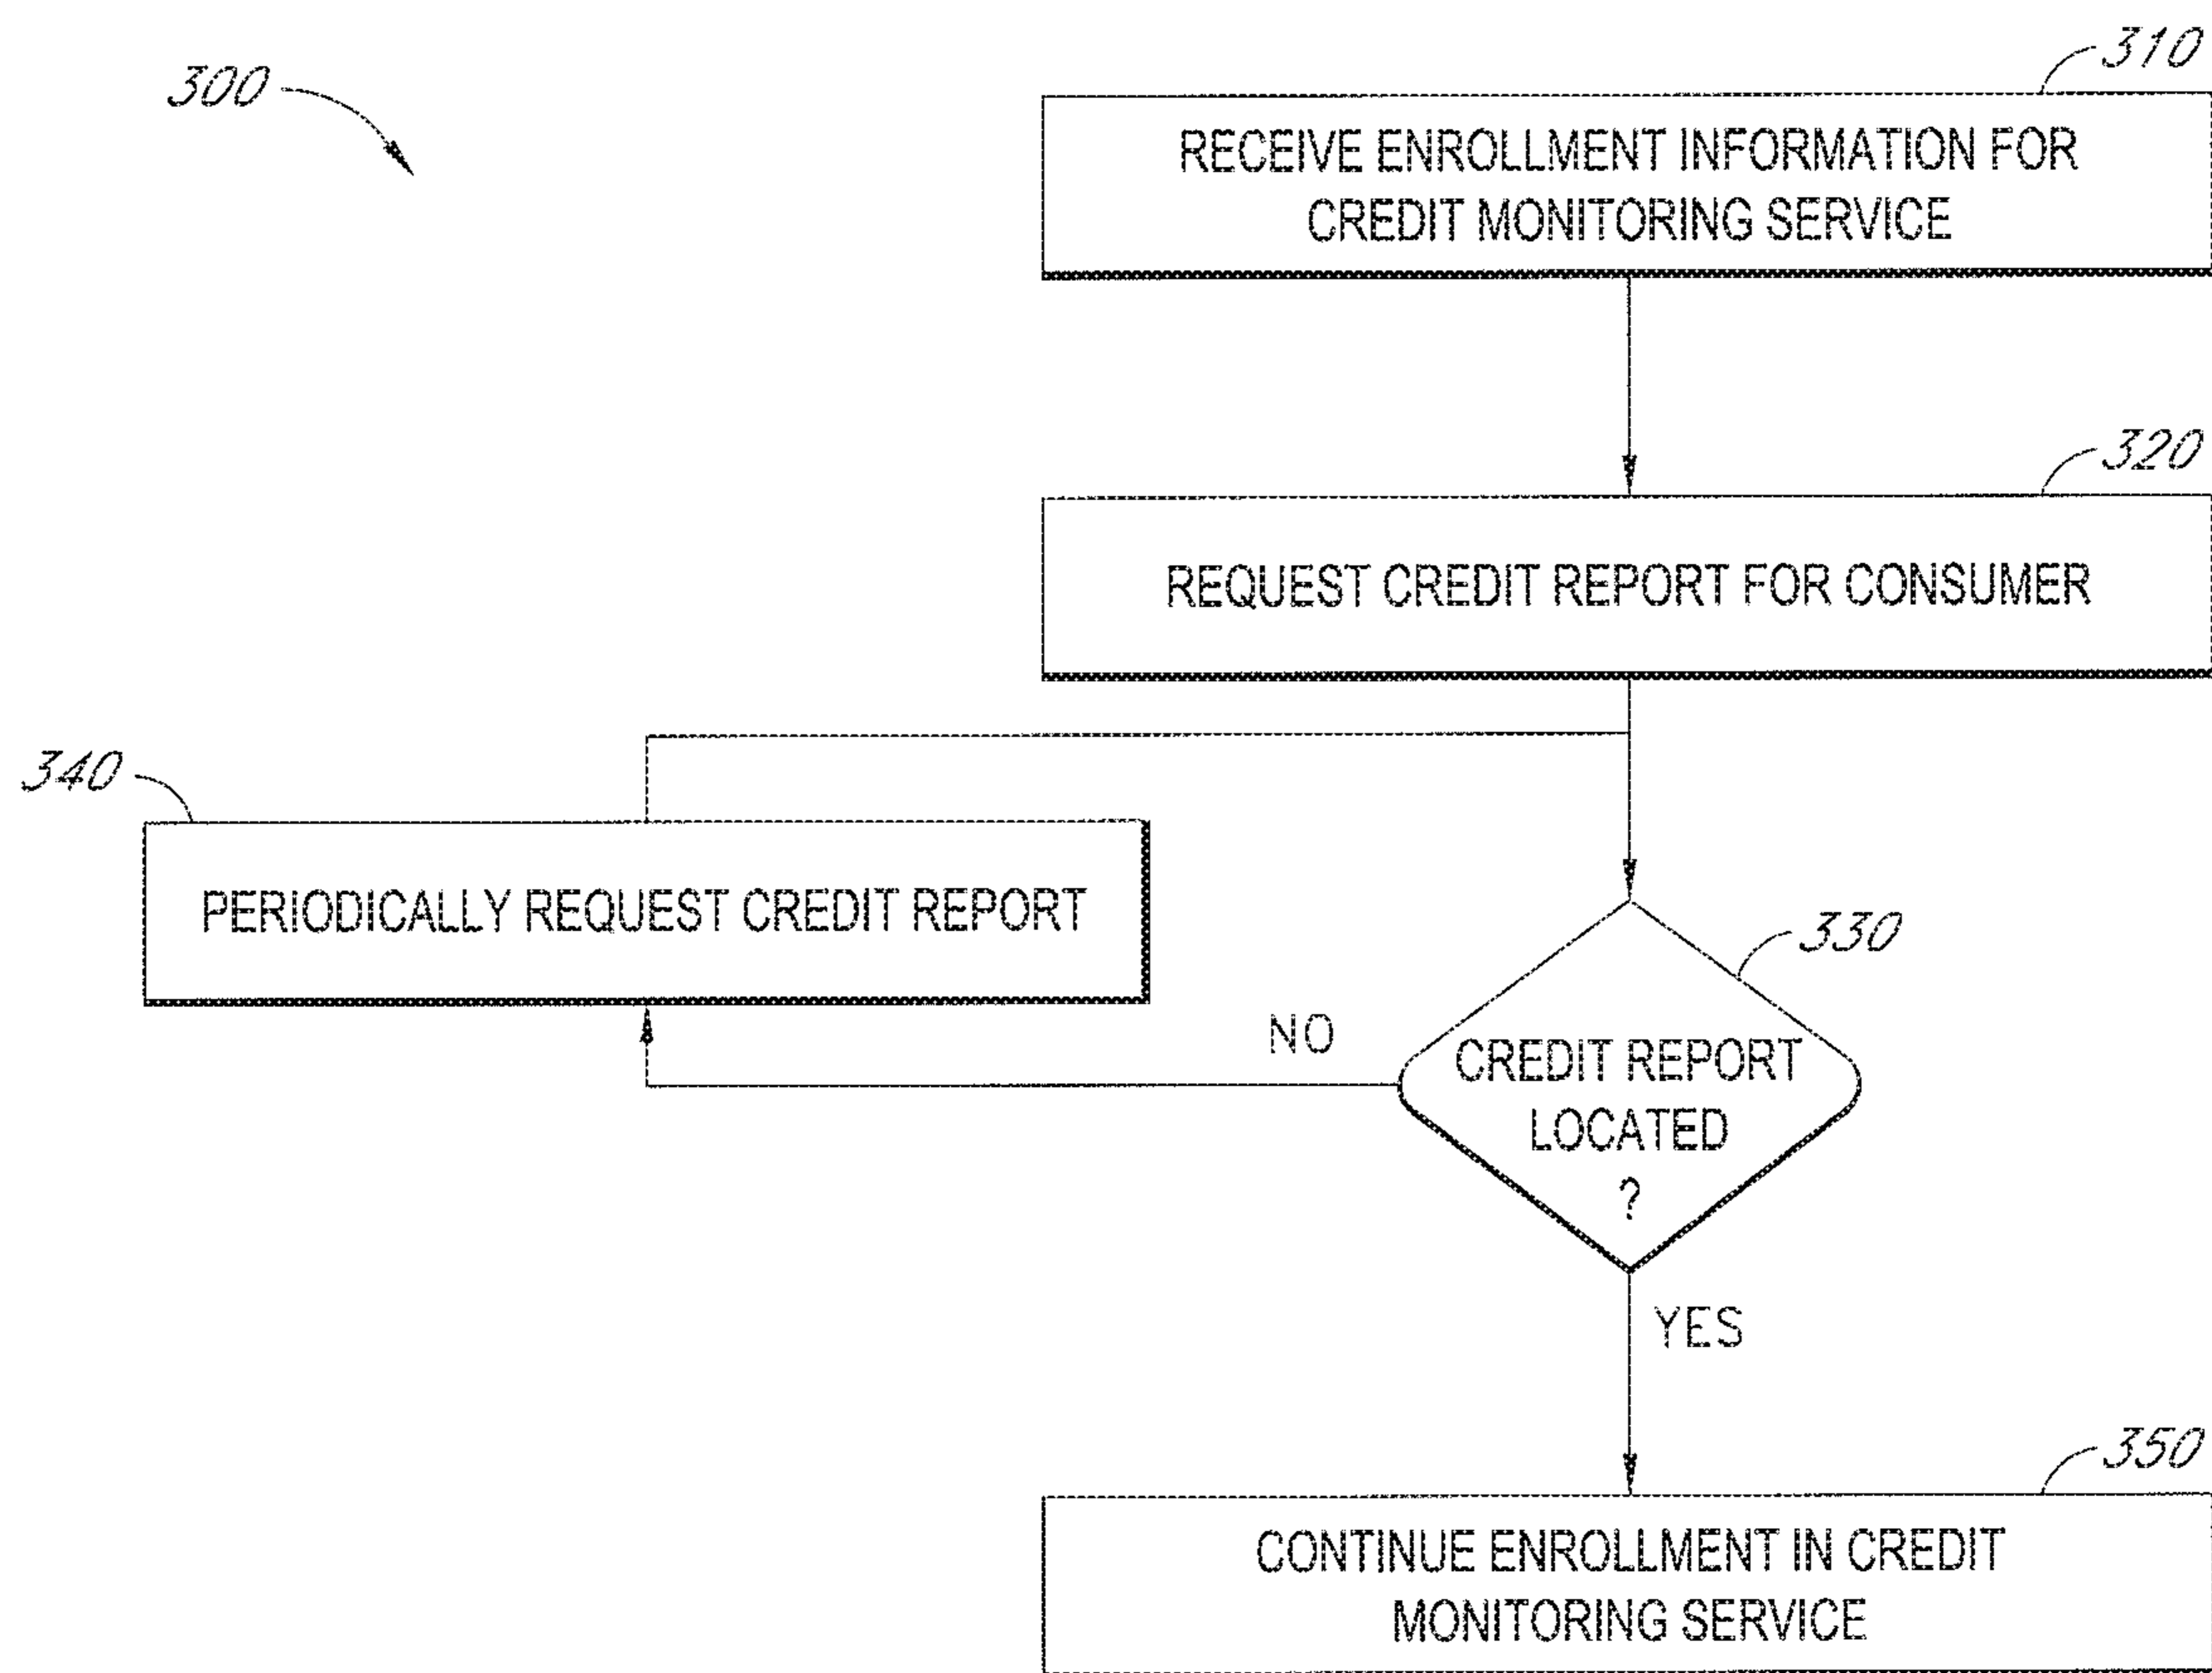 300
310
RECEIVE ENROLLMENT INFORMATION FOR
CREDIT MONITORING SERVICE
320
REQUEST CREDIT REPORT FOR CONSUMER
340
PERIODICALLY REQUEST CREDIT REPORT
330
NO
CREDIT REPORT
LOCATED
?
YES
350
CONTINUE ENROLLMENT IN CREDIT
MONITORING SERVICE